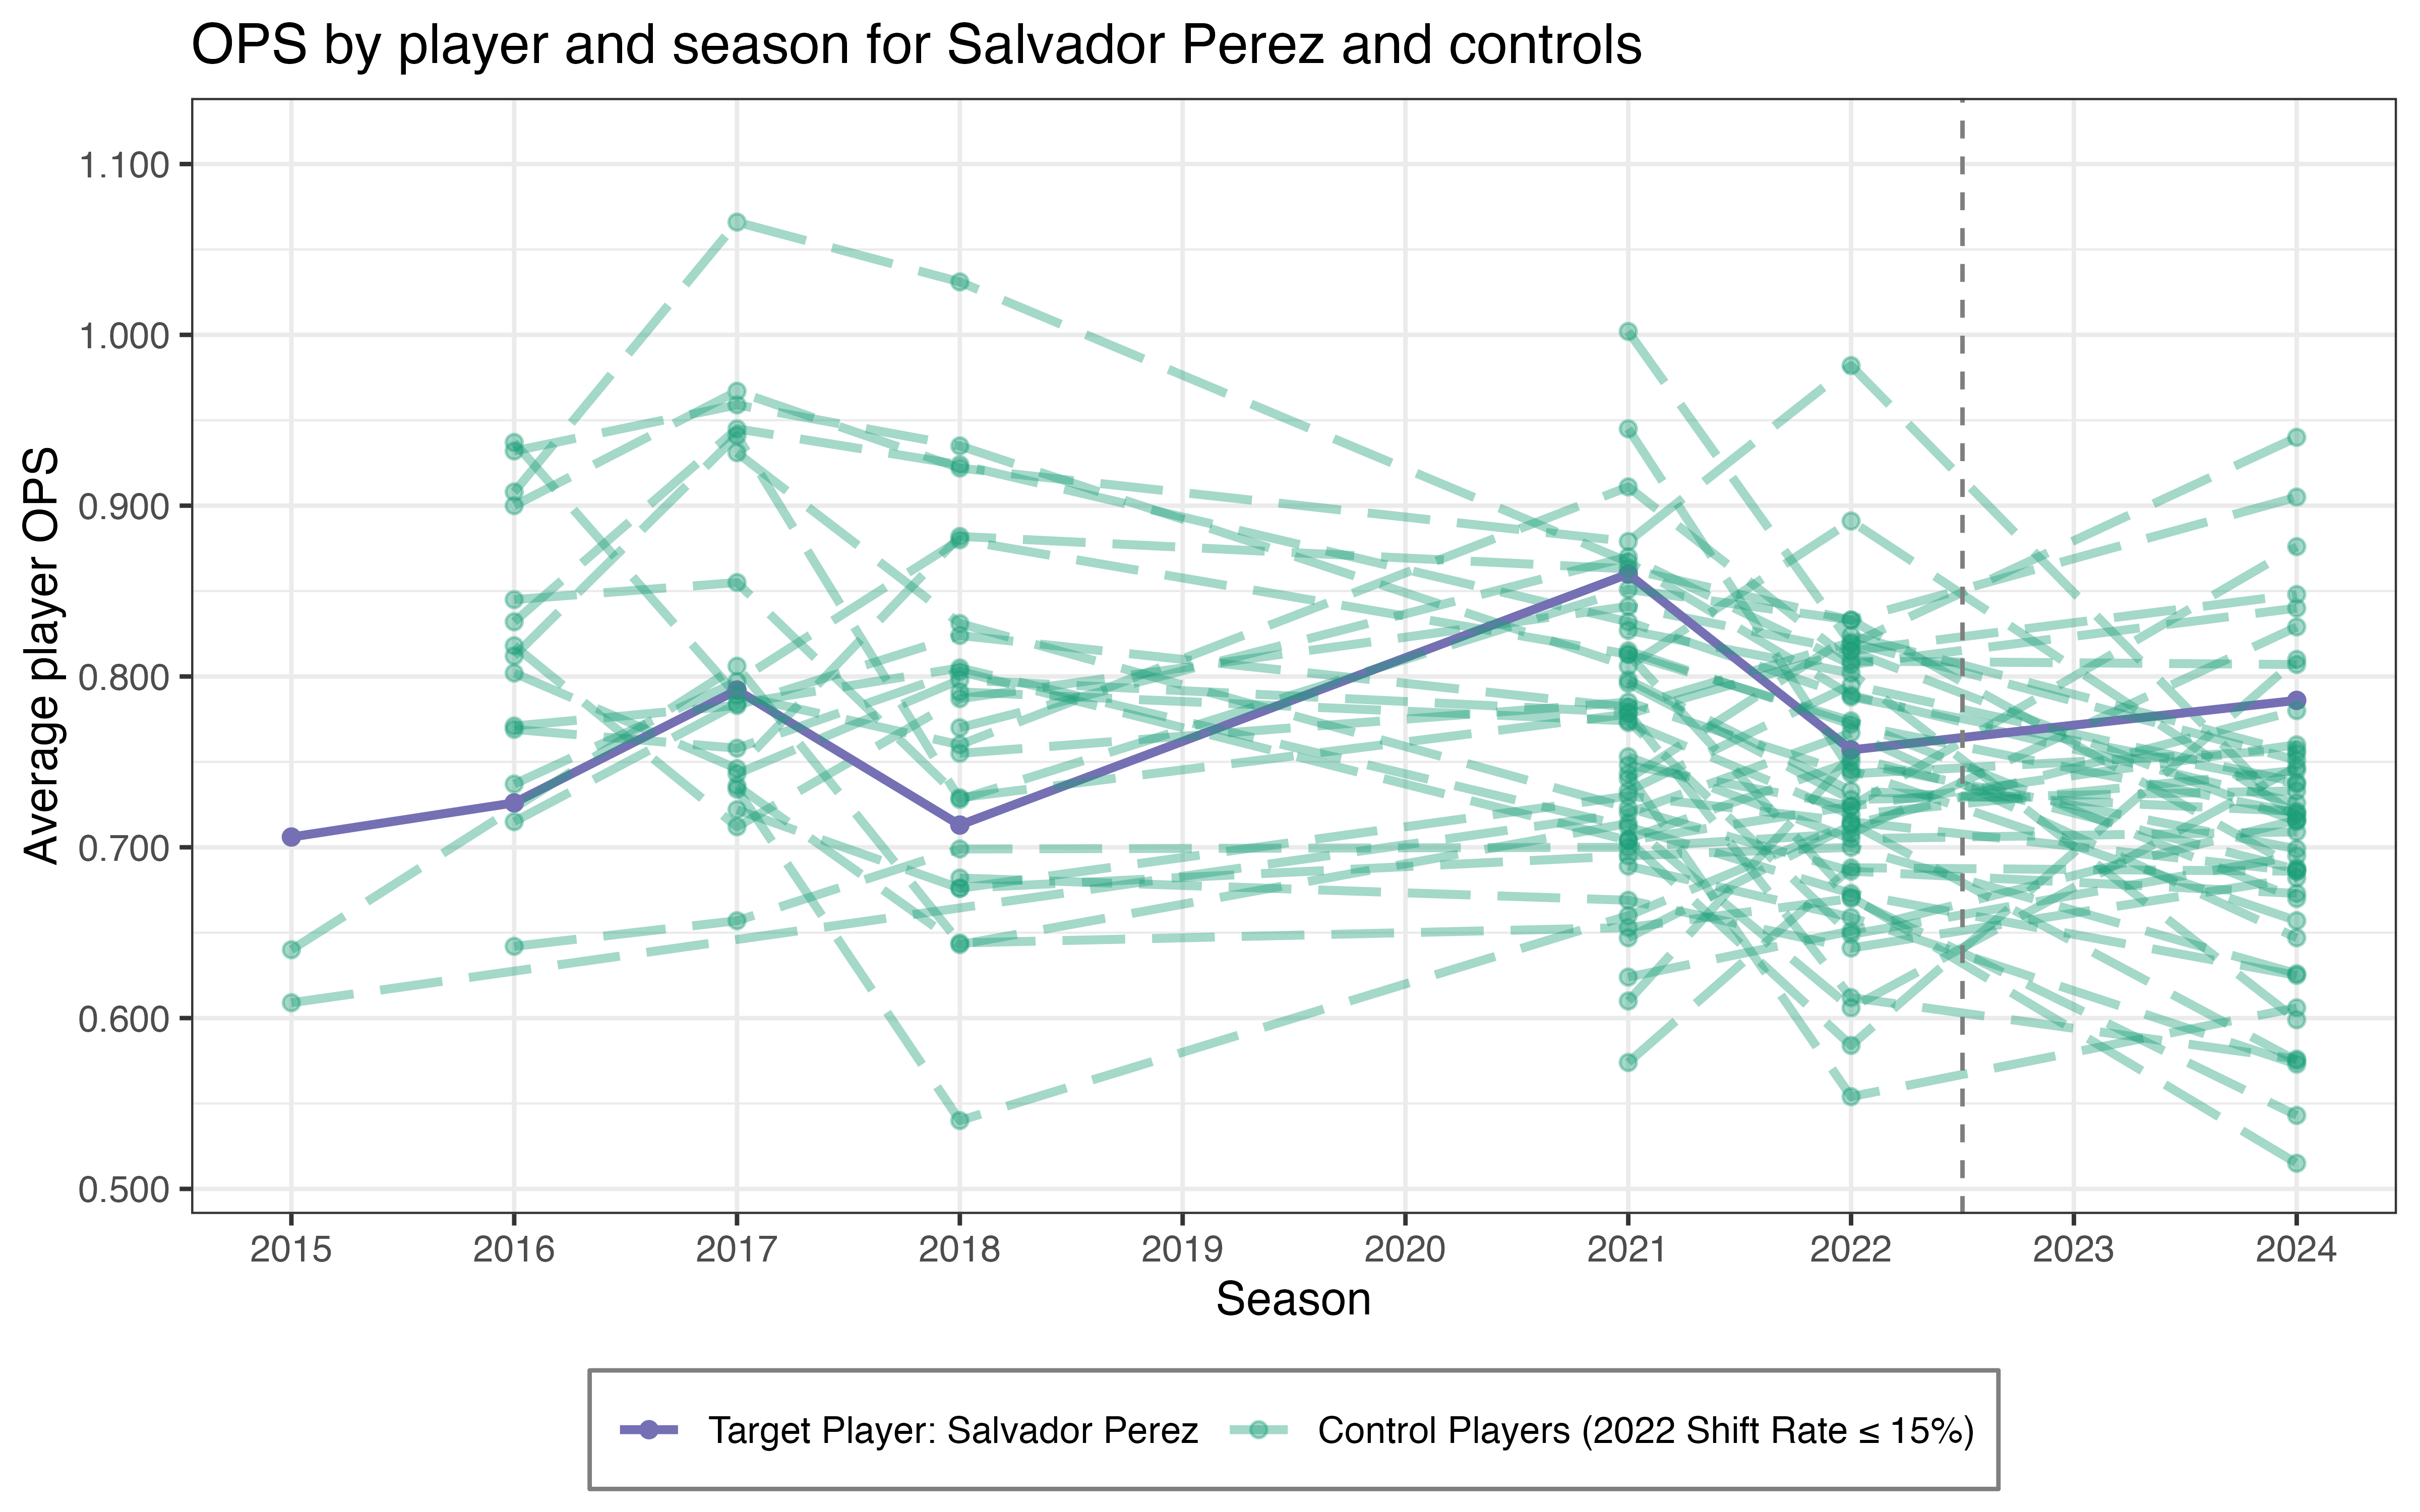 OPS by player and season for Salvador Perez and controls
Average player OPS
1.100
1.000
0.900
0.800
0.700
0.600
0.500
2015 2016 2017 2018 2019 2020 2021 2022 2023 2024
Season
Target Player: Salvador Perez Control Players (2022 Shift Rate ≤ 15%)